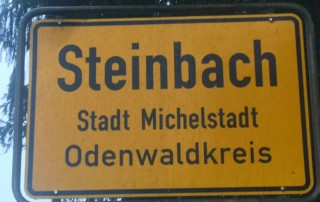 Steinbach
Stadt Michelstadt
Odenwaldkreis